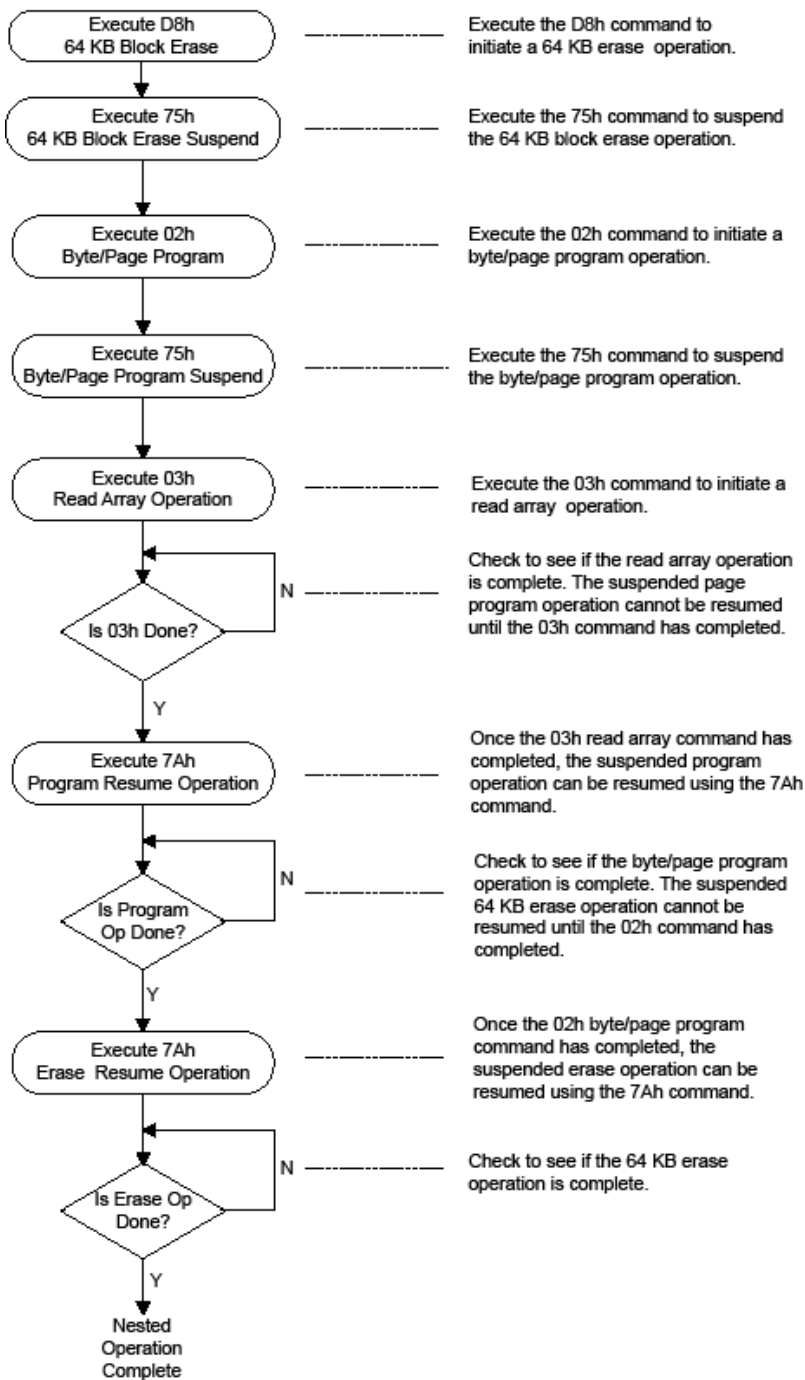 Execute D8h
64 KB Block Erase
Execute the D8h command to
initiate a 64 KB erase operation.
Execute 75h
64 KB Block Erase Suspend
Execute the 75h command to suspend
the 64 KB block erase operation.
Execute 02h
Byte/Page Program
Execute the 02h command to initiate a
byte/page program operation.
Execute 75h
Byte/Page Program Suspend
Execute the 75h command to suspend
the byte/page program operation.
Execute 03h
Read Array Operation
Execute the 03h command to initiate a
read array operation.
Is 03h Done?
N
Y
Check to see if the read array operation
is complete. The suspended page
program operation cannot be resumed
until the 03h command has completed.
Execute 7Ah
Program Resume Operation
Once the 03h read array command has
completed, the suspended program
operation can be resumed using the 7Ah
command.
Is Program
Op Done?
N
Y
Check to see if the byte/page program
operation is complete. The suspended
64 KB erase operation cannot be
resumed until the 02h command has
completed.
Execute 7Ah
Erase Resume Operation
Once the 02h byte/page program
command has completed, the
suspended erase operation can be
resumed using the 7Ah command.
Is Erase Op
Done?
N
Y
Check to see if the 64 KB erase
operation is complete.
Nested
Operation
Complete